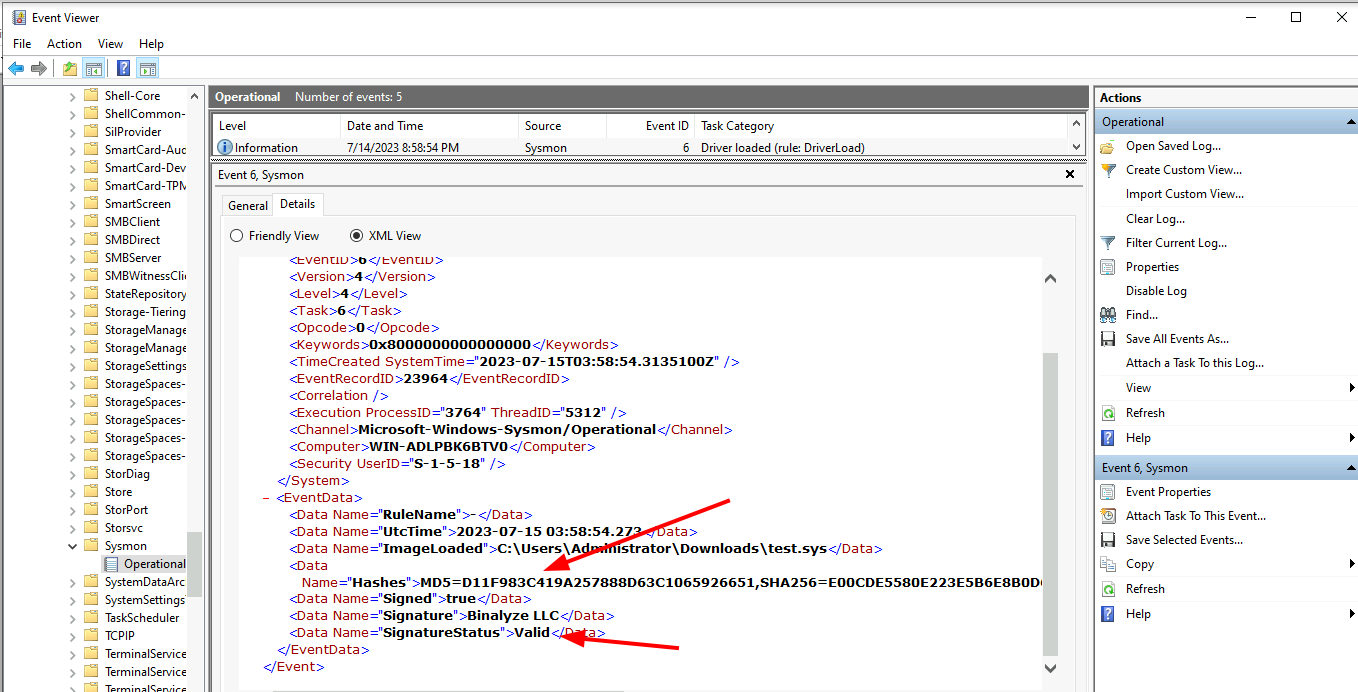 Event Viewer
File Action View Help
Shell-Core
ShellCommon-
SilProvider
SmartCard-Auc
SmartCard-Dev
SmartCard-TPM
SmartScreen
SMBClient
SMBDirect
SMBServer
SMBWitnessClie
StateRepository
Storage-Tiering
StorageManage
StorageManage
StorageSettings
StorageSpaces-
StorageSpaces-
StorageSpaces-
StorageSpaces-
StorageSpaces-
StorDiag
Store
StorPort
Storsvc
Sysmon
Operational
SystemDataArc
SystemSettings
TaskScheduler
TCPIP
TerminalService
TerminalService
TerminalService
Operational Number of events: 5
Level Date and Time Source Event ID Task Category
Information 7/14/2023 8:58:54 PM Sysmon 6 Driver loaded (rule: DriverLoad)
Event 6, Sysmon
General Details
Friendly View XML View
<EventID>6</EventID>
<Version>4</Version>
<Level>4</Level>
<Task>6</Task>
<Opcode>0</Opcode>
<Keywords>0x8000000000000000</Keywords>
<TimeCreated SystemTime="2023-07-15T03:58:54.3135100Z" />
<EventRecordID>23964</EventRecordID>
<Correlation />
<Execution ProcessID="3764" ThreadID="5312" />
<Channel>Microsoft-Windows-Sysmon/Operational</Channel>
<Computer>WIN-ADLPBK6BTV0</Computer>
<Security UserID="S-1-5-18" />
</System>
- <EventData>
<Data Name="RuleName">-</Data>
<Data Name="UtcTime">2023-07-15 03:58:54.273</Data>
<Data Name="ImageLoaded">C:\Users\Administrator\Downloads\test.sys</Data>
<Data
Name="Hashes">MD5=D11F983C419A257888D63C1065926651,SHA256=E00CDE5580E223E5B6E8B0D
<Data Name="Signed">true</Data>
<Data Name="Signature">Binalyze LLC</Data>
<Data Name="SignatureStatus">Valid</Data>
</EventData>
</Event>
Actions
Operational
Open Saved Log...
Create Custom View...
Import Custom View...
Clear Log...
Filter Current Log...
Properties
Disable Log
Find...
Save All Events As...
Attach a Task To this Log...
View
Refresh
Help
Event 6, Sysmon
Event Properties
Attach Task To This Event...
Save Selected Events...
Copy
Refresh
Help